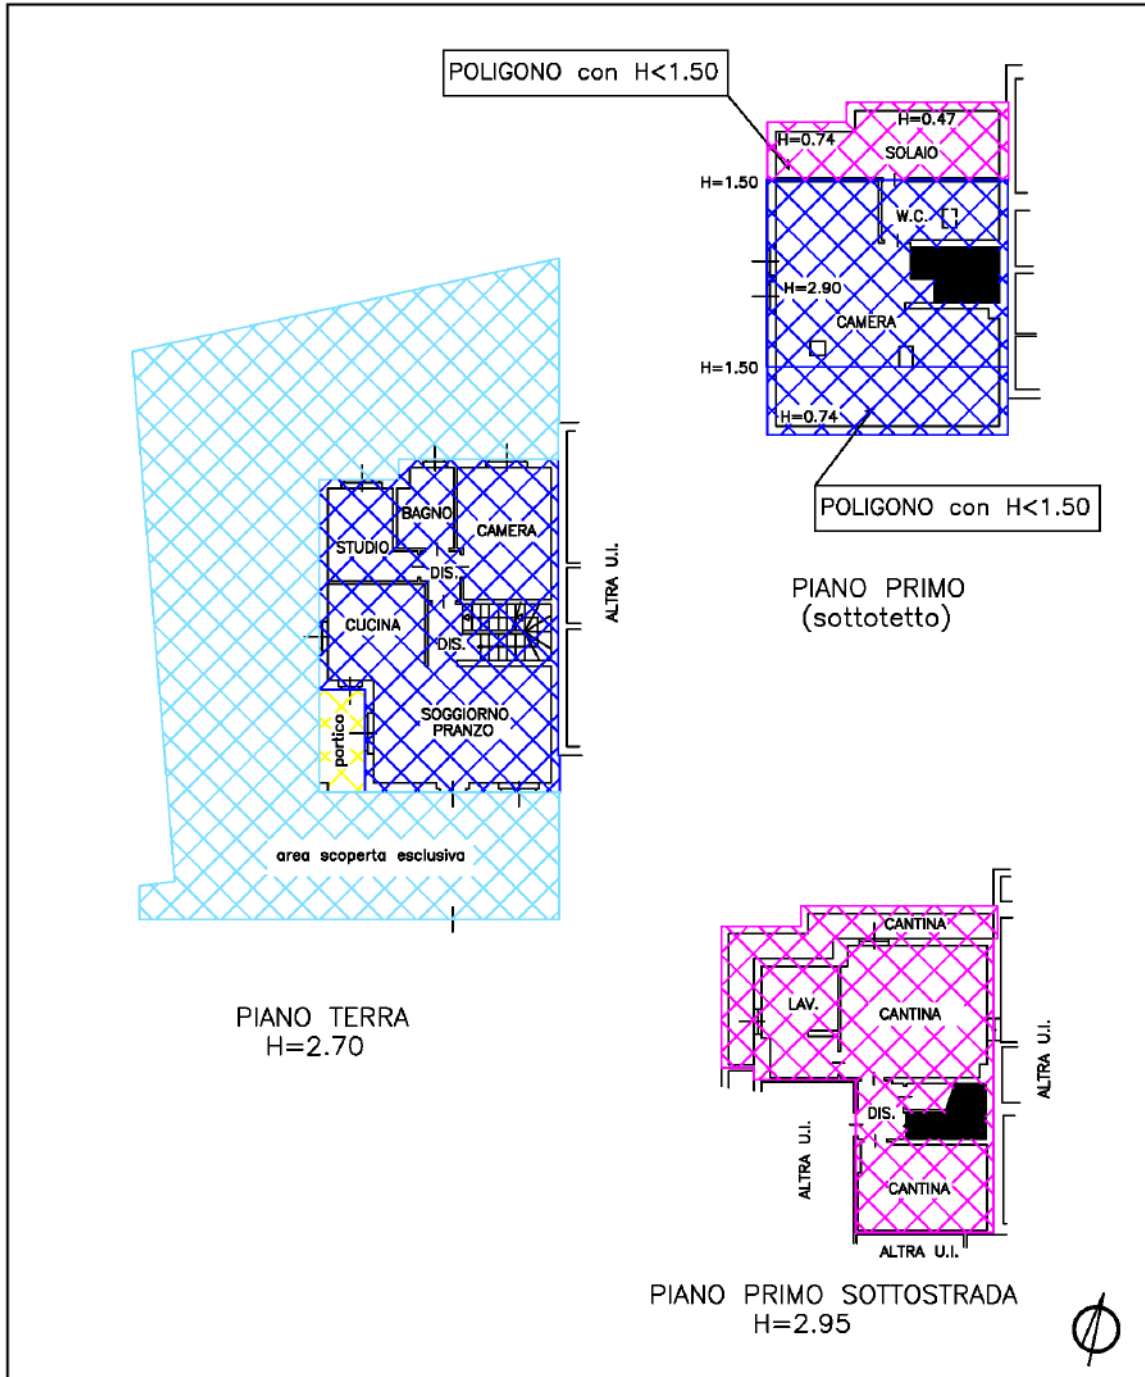 POLIGONO con H<1.50
H=0.47
H=0.74
SOLAIO
H=1.50
W.C.
H=2.90
CAMERA
H=1.50
H=0.74
POLIGONO con H<1.50
PIANO PRIMO
(sottotetto)
BAGNO
CAMERA
STUDIO
DIS.
CUCINA
DIS.
SOGGIORNO
PRANZO
portico
ALTRA U.I.
area scoperta esclusiva
PIANO TERRA
H=2.70
CANTINA
LAV.
CANTINA
DIS.
CANTINA
ALTRA U.I.
ALTRA U.I.
ALTRA U.I.
PIANO PRIMO SOTTOSTRADA
H=2.95